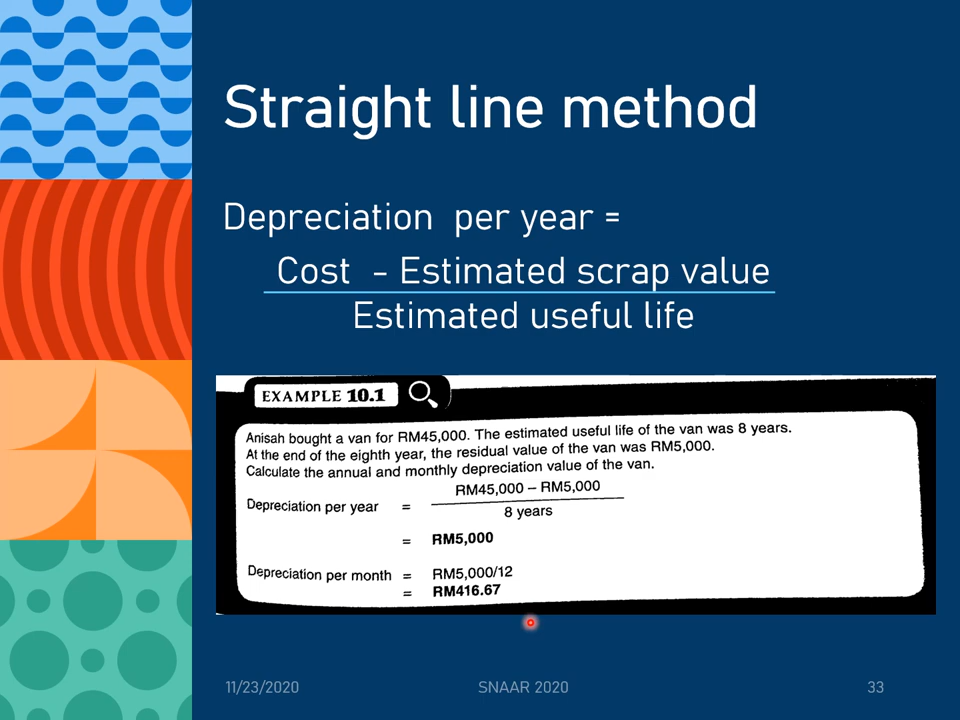 Straight line method
Depreciation per year =
Cost - Estimated scrap value
Estimated useful life
EXAMPLE 10.1
Anisah bought a van for RM45,000. The estimated useful life of the van was 8 years.
At the end of the eighth year, the residual value of the van was RM5,000.
Calculate the annual and monthly depreciation value of the van.
RM45,000 – RM5,000
Depreciation per year =
8 years
= RM5,000
Depreciation per month = RM5,000/12
= RM416.67
11/23/2020 SNAAR 2020 33